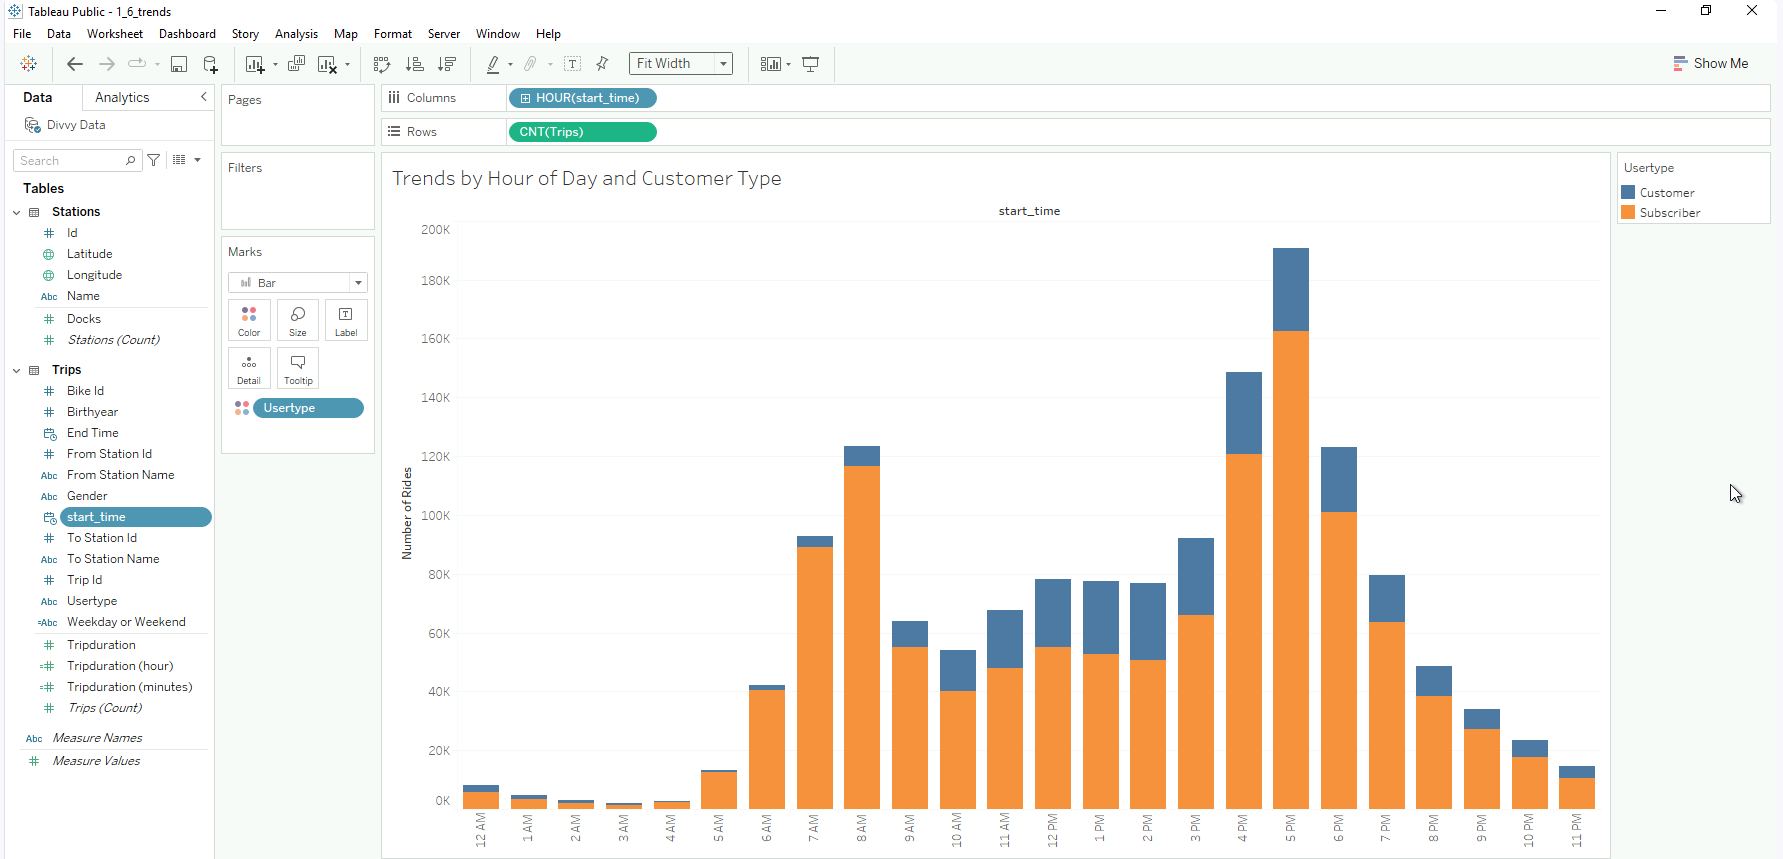 Tableau Public - 1_6_trends
File Data Worksheet Dashboard Story Analysis Map Format Server Window Help
Fit Width
Show Me
Data Analytics
Divvy Data
Search
Tables
Stations
# Id
Latitude
Longitude
Abc Name
# Docks
# Stations (Count)
Trips
# Bike Id
# Birthyear
End Time
# From Station Id
Abc From Station Name
Abc Gender
start_time
# To Station Id
Abc To Station Name
# Trip Id
Abc Usertype
=Abc Weekday or Weekend
# Tripduration
=# Tripduration (hour)
=# Tripduration (minutes)
# Trips (Count)
Abc Measure Names
# Measure Values
Pages
Filters
Marks
Bar
Color Size T Label
Detail Tooltip
Usertype
Columns HOUR(start_time)
Rows CNT(Trips)
Trends by Hour of Day and Customer Type
start_time
200K
180K
160K
140K
120K
100K
80K
60K
40K
20K
0K
Number of Rides
12 AM
1 AM
2 AM
3 AM
4 AM
5 AM
6 AM
7 AM
8 AM
9 AM
10 AM
11 AM
12 PM
1 PM
2 PM
3 PM
4 PM
5 PM
6 PM
7 PM
8 PM
9 PM
10 PM
11 PM
Usertype
Customer
Subscriber